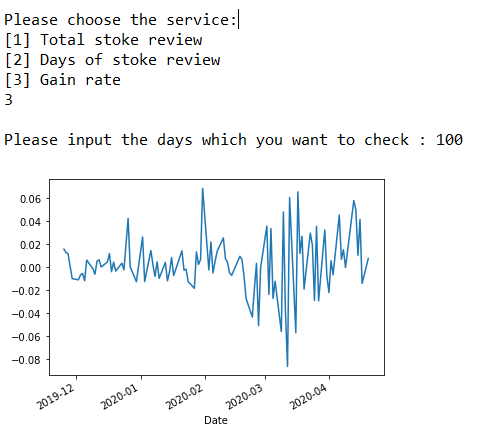 Please choose the service:
[1] Total stoke review
[2] Days of stoke review
[3] Gain rate
3
Please input the days which you want to check : 100
0.06
0.04
0.02
0.00
−0.02
−0.04
−0.06
−0.08
2019-12
2020-01
2020-02
2020-03
2020-04
Date